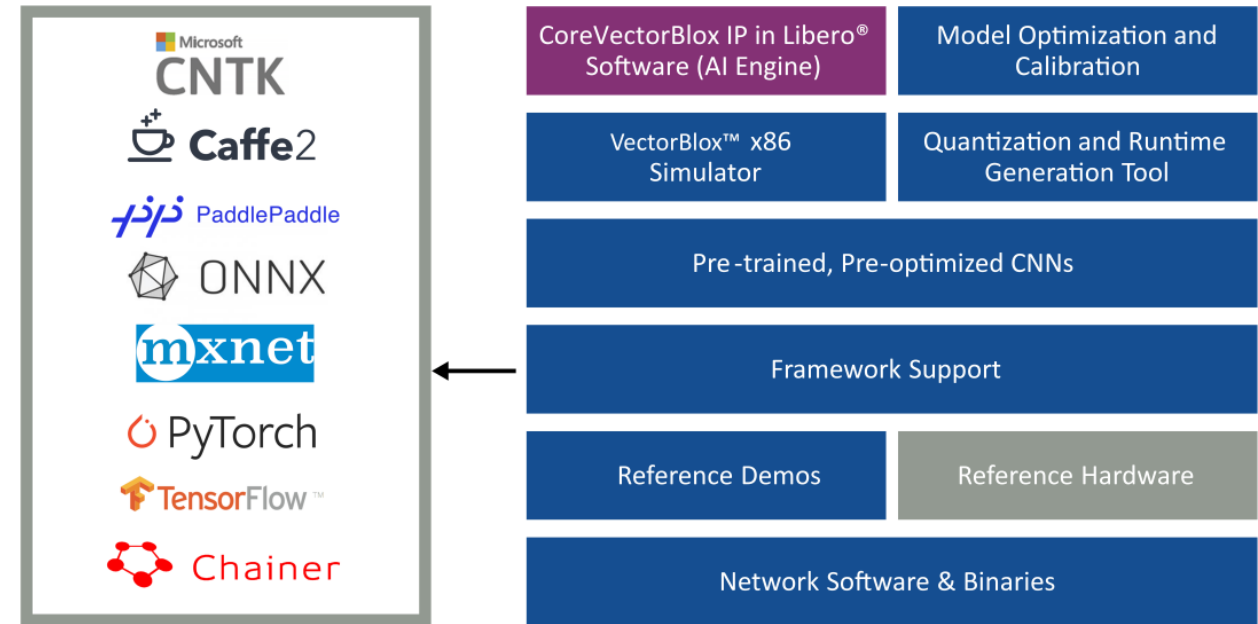 Microsoft
CNTK
Caffe2
PaddlePaddle
ONNX
mxnet
PyTorch
TensorFlow™
Chainer
CoreVectorBlox IP in Libero®
Software (AI Engine)
Model Optimization and
Calibration
VectorBlox™ x86
Simulator
Quantization and Runtime
Generation Tool
Pre-trained, Pre-optimized CNNs
Framework Support
Reference Demos
Reference Hardware
Network Software & Binaries